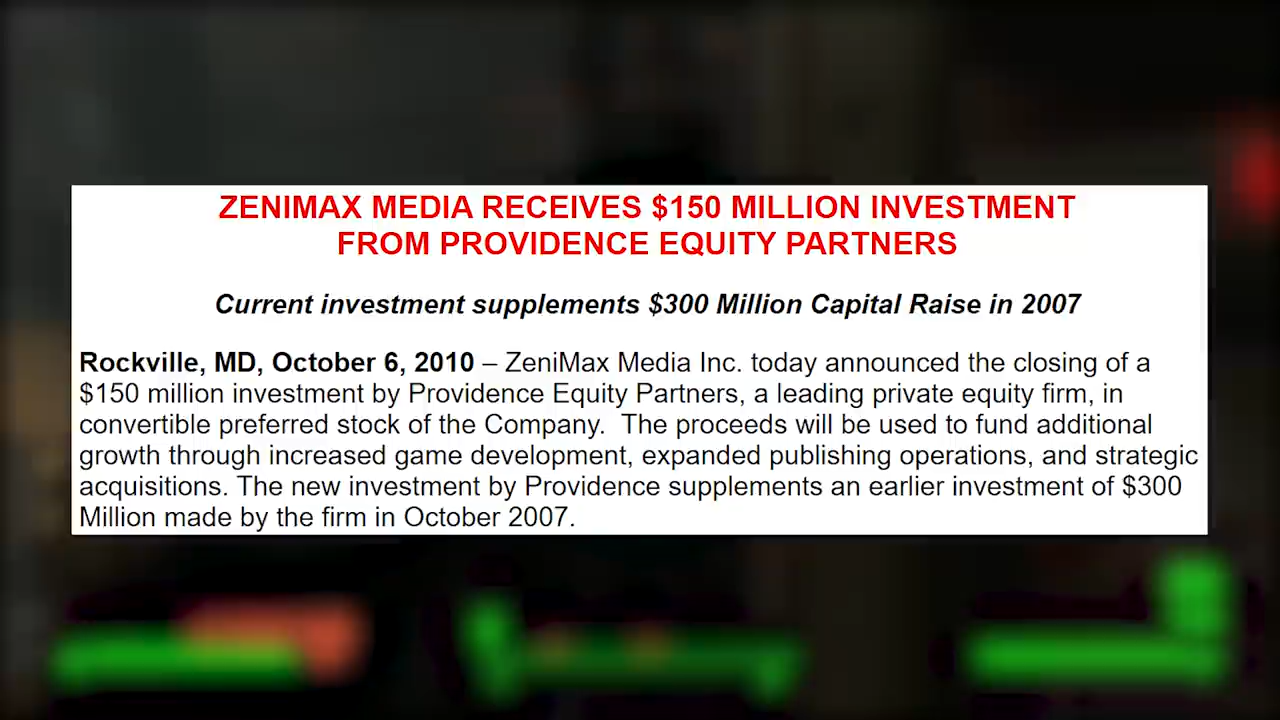 ZENIMAX MEDIA RECEIVES $150 MILLION INVESTMENT
FROM PROVIDENCE EQUITY PARTNERS
Current investment supplements $300 Million Capital Raise in 2007
Rockville, MD, October 6, 2010 – ZeniMax Media Inc. today announced the closing of a
$150 million investment by Providence Equity Partners, a leading private equity firm, in
convertible preferred stock of the Company.  The proceeds will be used to fund additional
growth through increased game development, expanded publishing operations, and strategic
acquisitions. The new investment by Providence supplements an earlier investment of $300
Million made by the firm in October 2007.